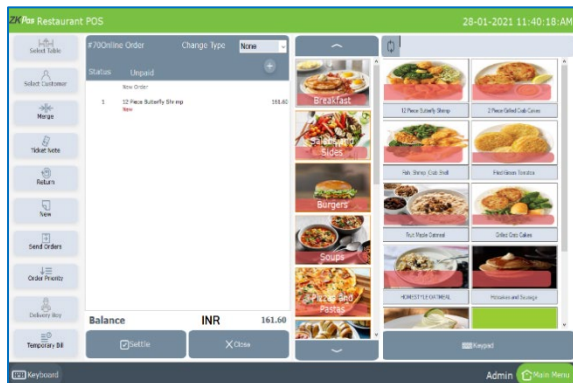 ZKPos Restaurant POS
28-01-2021 11:40:18 AM
Select Table
Select Customer
Merge
Ticket Note
Return
New
Send Orders
Order Priority
Delivery Boy
Temporary Bill
#70Online Order
Change Type
None
Status
Unpaid
New Order
1 12 Piece Butterfly Shrimp 161.60
New
Balance INR 161.60
Settle
Close
Breakfast
Salads and
Sides
Burgers
Soups
Pizzas and
Pastas
12 Piece Butterfly Shrimp
2 Piece Grilled Crab Cakes
Fish, Shrimp, Crab Shell
Fried Green Tomatos
Fruit Maple Oatmeal
Grilled Crab Cakes
HOMESTYLE OATMEAL
Hotcakes and Sausage
Keypad
Keyboard
Admin
Main Menu